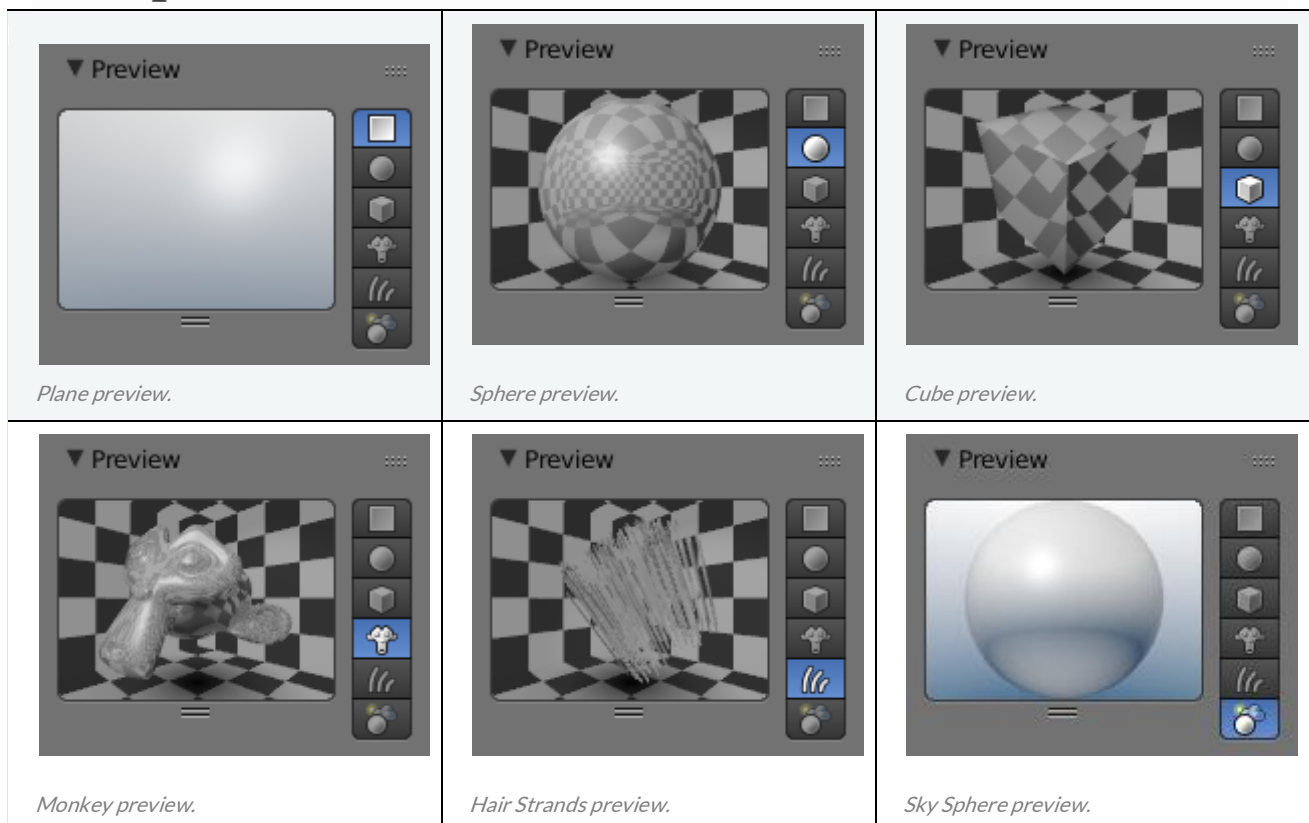 Preview
Preview
Preview
Plane preview.
Sphere preview.
Cube preview.
Preview
Preview
Preview
Monkey preview.
Hair Strands preview.
Sky Sphere preview.